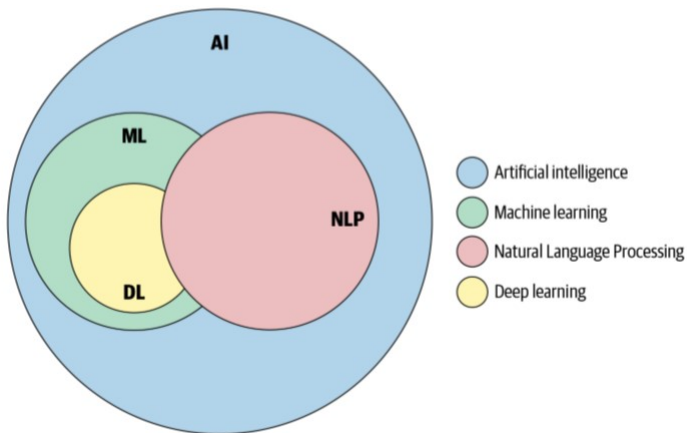 AI
ML
NLP
DL
Artificial intelligence
Machine learning
Natural Language Processing
Deep learning